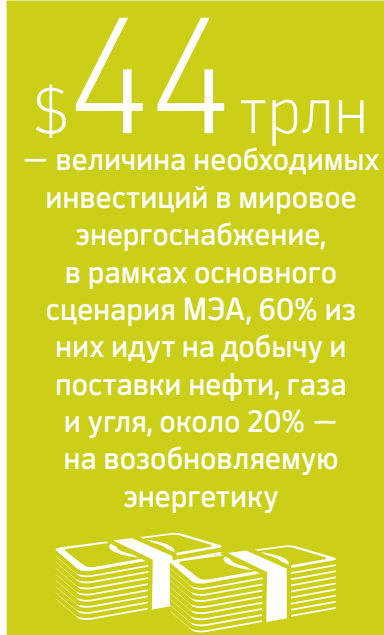 $44 трлн
— величина необходимых
инвестиций в мировое
энергоснабжение,
в рамках основного
сценария МЭА, 60% из
них идут на добычу и
поставки нефти, газа
и угля, около 20% —
на возобновляемую
энергетику